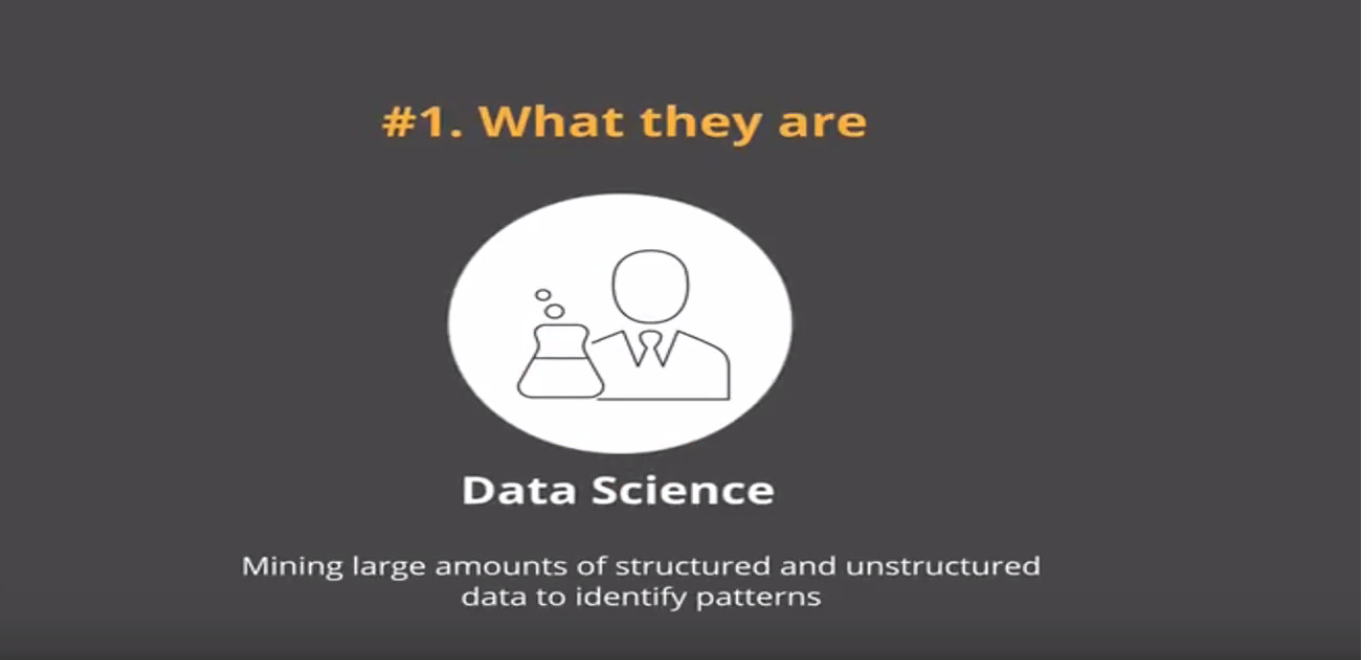 #1. What they are
Data Science
Mining large amounts of structured and unstructured
data to identify patterns